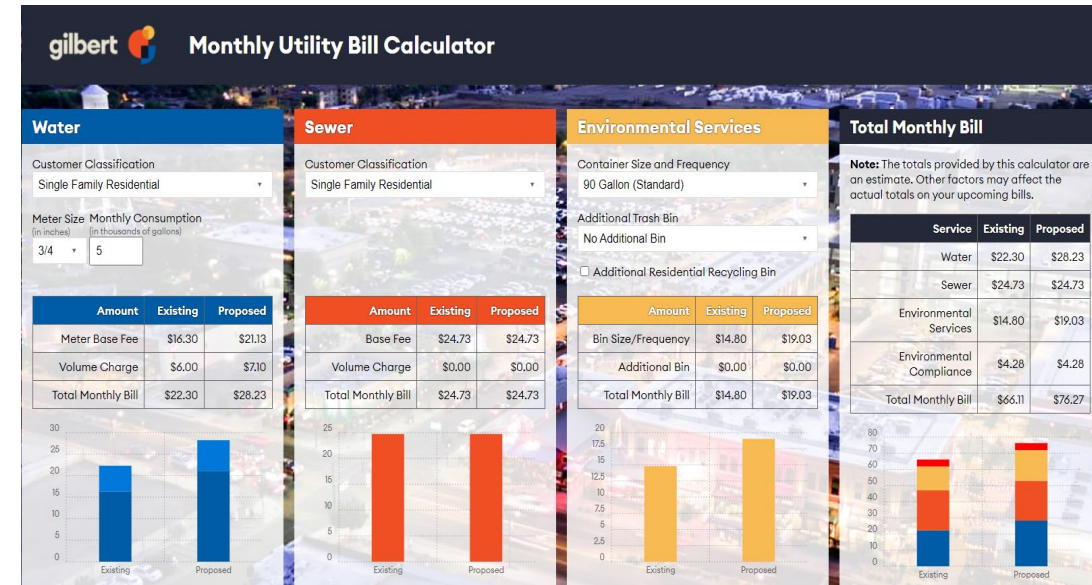 gilbert
Monthly Utility Bill Calculator
Water
Customer Classification
Single Family Residential
Meter Size Monthly Consumption
(in inches) (in thousands of gallons)
3/4 5
Amount Existing Proposed
Meter Base Fee $16.30 $21.13
Volume Charge $6.00 $7.10
Total Monthly Bill $22.30 $28.23
30
25
20
15
10
5
0
Existing Proposed
Sewer
Customer Classification
Single Family Residential
Amount Existing Proposed
Base Fee $24.73 $24.73
Volume Charge $0.00 $0.00
Total Monthly Bill $24.73 $24.73
25
20
15
10
5
0
Existing Proposed
Environmental Services
Container Size and Frequency
90 Gallon (Standard)
Additional Trash Bin
No Additional Bin
Additional Residential Recycling Bin
Amount Existing Proposed
Bin Size/Frequency $14.80 $19.03
Additional Bin $0.00 $0.00
Total Monthly Bill $14.80 $19.03
20
17.5
15
12.5
10
7.5
5
2.5
0
Existing Proposed
Total Monthly Bill
Note: The totals provided by this calculator are
an estimate. Other factors may affect the
actual totals on your upcoming bills.
Service Existing Proposed
Water $22.30 $28.23
Sewer $24.73 $24.73
Environmental
Services $14.80 $19.03
Environmental
Compliance $4.28 $4.28
Total Monthly Bill $66.11 $76.27
80
70
60
50
40
30
20
10
0
Existing Proposed